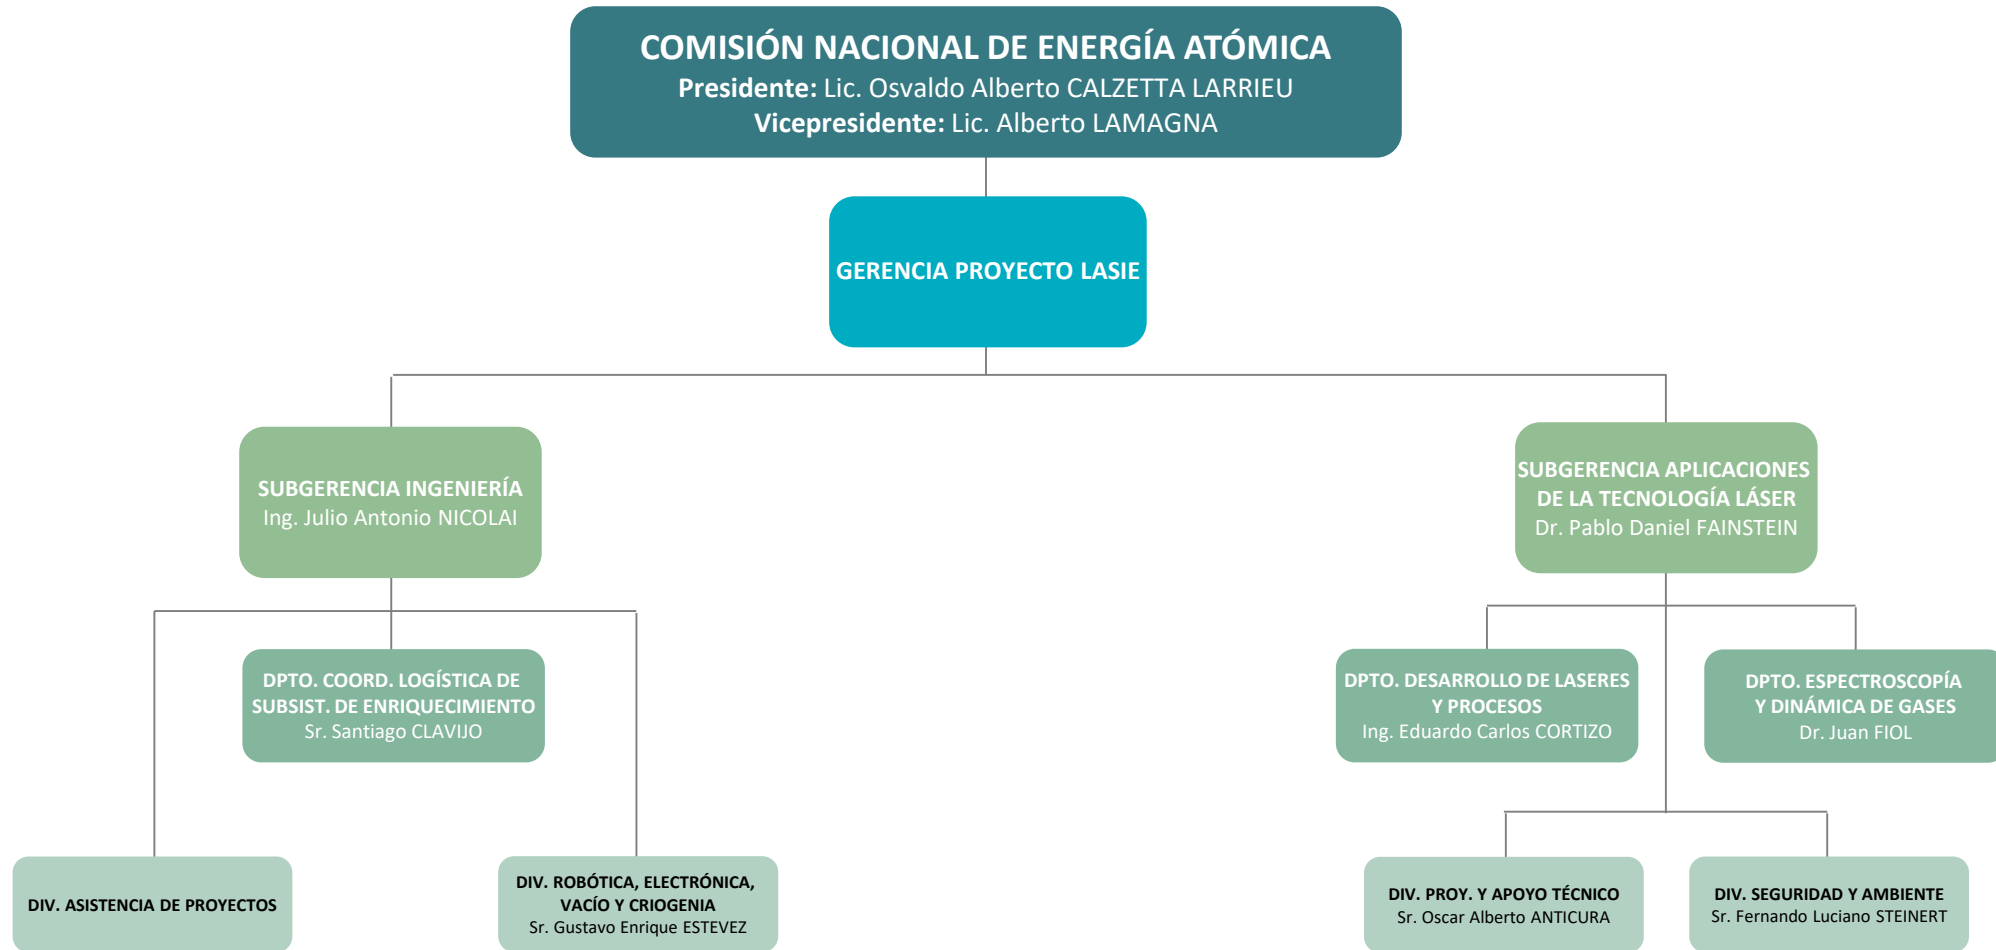 COMISIÓN NACIONAL DE ENERGÍA ATÓMICA
Presidente: Lic. Osvaldo Alberto CALZETTA LARRIEU
Vicepresidente: Lic. Alberto LAMAGNA
GERENCIA PROYECTO LASIE
SUBGERENCIA INGENIERÍA
Ing. Julio Antonio NICOLAI
SUBGERENCIA APLICACIONES
DE LA TECNOLOGÍA LÁSER
Dr. Pablo Daniel FAINSTEIN
DPTO. COORD. LOGÍSTICA DE
SUBSIST. DE ENRIQUECIMIENTO
Sr. Santiago CLAVIJO
DPTO. DESARROLLO DE LASERES
Y PROCESOS
Ing. Eduardo Carlos CORTIZO
DPTO. ESPECTROSCOPÍA
Y DINÁMICA DE GASES
Dr. Juan FIOL
DIV. ASISTENCIA DE PROYECTOS
DIV. ROBÓTICA, ELECTRÓNICA,
VACÍO Y CRIOGENIA
Sr. Gustavo Enrique ESTEVEZ
DIV. PROY. Y APOYO TÉCNICO
Sr. Oscar Alberto ANTICURA
DIV. SEGURIDAD Y AMBIENTE
Sr. Fernando Luciano STEINERT